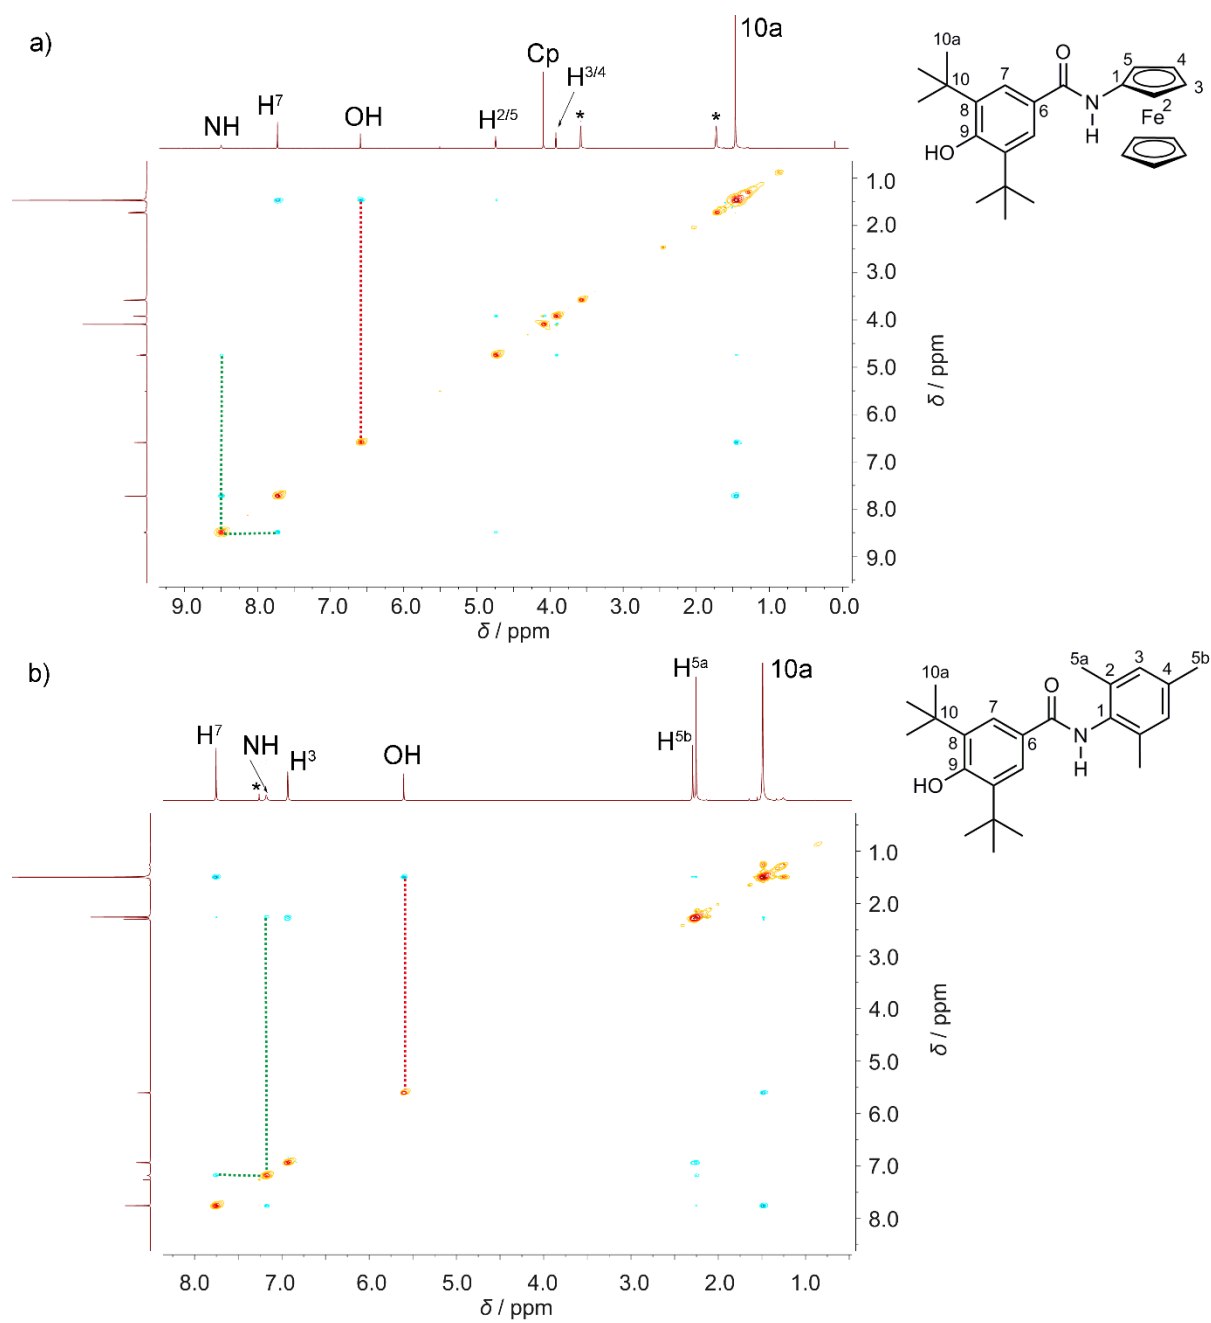 a)
NH
H7
OH
H2/5
Cp
H3/4
*
*
10a
1.0
2.0
3.0
4.0
5.0
6.0
7.0
8.0
9.0
δ / ppm
9.0 8.0 7.0 6.0 5.0 4.0 3.0 2.0 1.0 0.0
δ / ppm
10a
10
8
9
HO
7
6
O
N
H
1
5
4
3
2
Fe
b)
H7
*
NH
H3
OH
H5b
H5a
10a
1.0
2.0
3.0
4.0
5.0
6.0
7.0
8.0
δ / ppm
8.0 7.0 6.0 5.0 4.0 3.0 2.0 1.0
δ / ppm
10a
10
8
9
HO
7
6
O
N
H
1
2
5a
3
4
5b